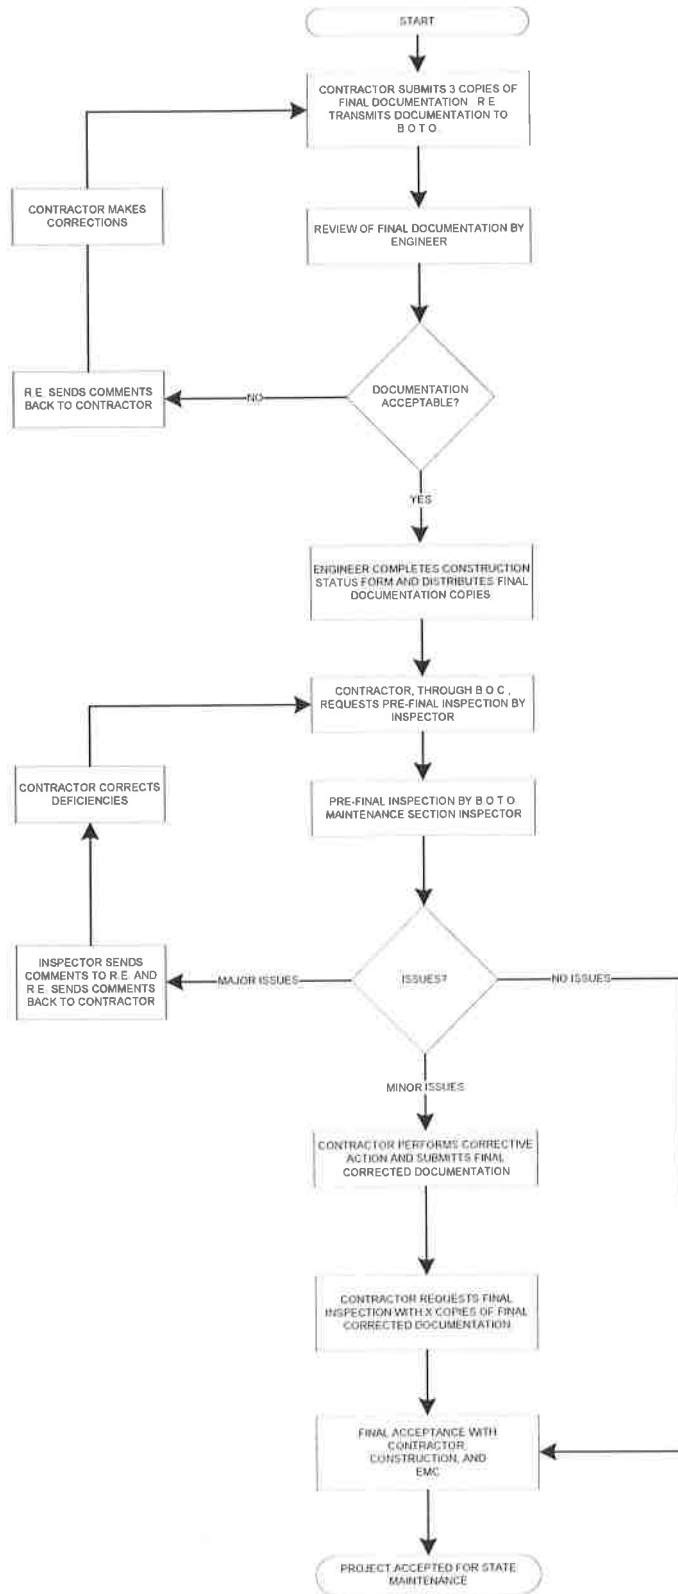 START
CONTRACTOR SUBMITS 3 COPIES OF
FINAL DOCUMENTATION R E
TRANSMITS DOCUMENTATION TO
B O T O
CONTRACTOR MAKES
CORRECTIONS
REVIEW OF FINAL DOCUMENTATION BY
ENGINEER
R.E. SENDS COMMENTS
BACK TO CONTRACTOR
NO
DOCUMENTATION
ACCEPTABLE?
YES
ENGINEER COMPLETES CONSTRUCTION
STATUS FORM AND DISTRIBUTES FINAL
DOCUMENTATION COPIES
CONTRACTOR, THROUGH B O C ,
REQUESTS PRE-FINAL INSPECTION BY
INSPECTOR
CONTRACTOR CORRECTS
DEFICIENCIES
PRE-FINAL INSPECTION BY B O T O
MAINTENANCE SECTION INSPECTOR
INSPECTOR SENDS
COMMENTS TO R.E. AND
R.E. SENDS COMMENTS
BACK TO CONTRACTOR
MAJOR ISSUES
ISSUES?
NO ISSUES
MINOR ISSUES
CONTRACTOR PERFORMS CORRECTIVE
ACTION AND SUBMITTS FINAL
CORRECTED DOCUMENTATION
CONTRACTOR REQUESTS FINAL
INSPECTION WITH X COPIES OF FINAL
CORRECTED DOCUMENTATION
FINAL ACCEPTANCE WITH
CONTRACTOR,
CONSTRUCTION, AND
EMC
PROJECT ACCEPTED FOR STATE
MAINTENANCE